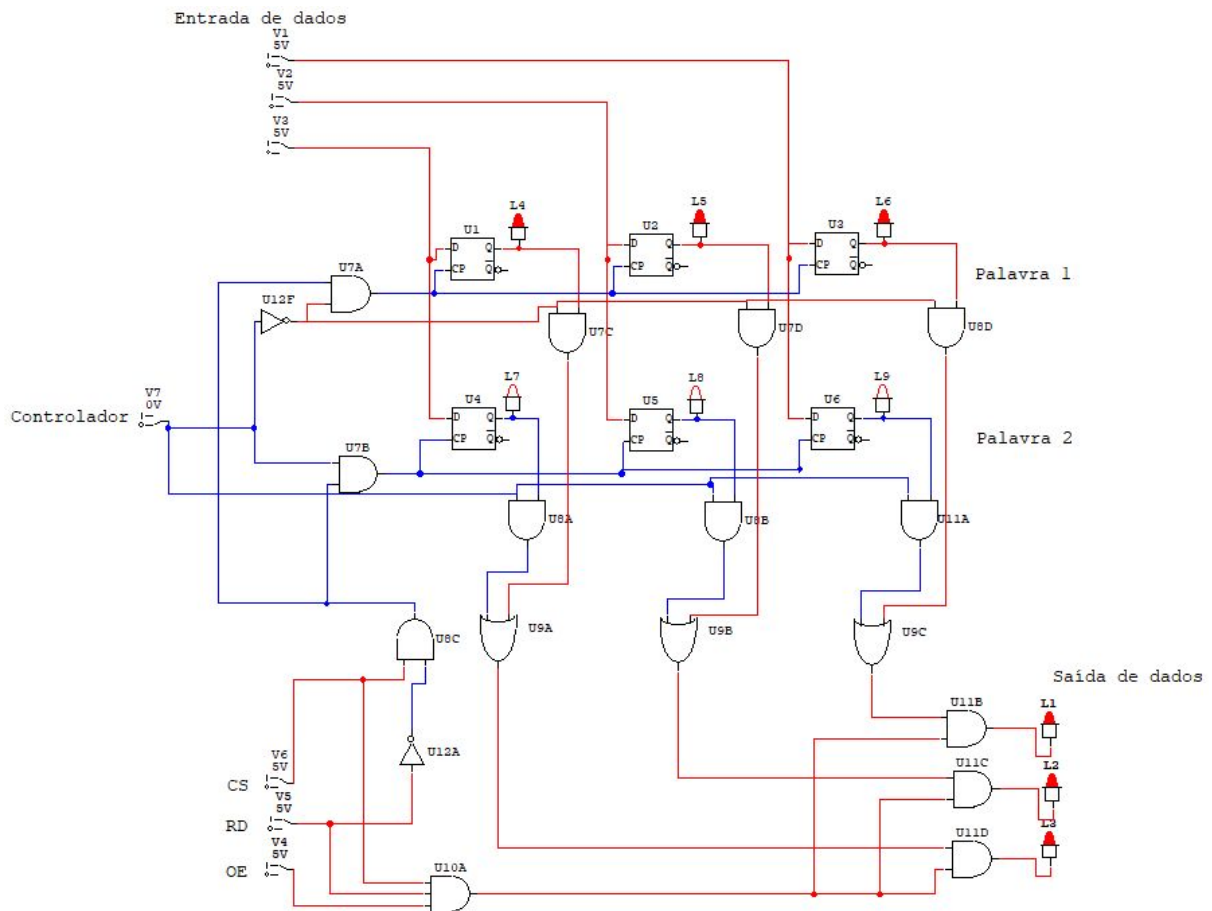 Entrada de dados
V1
5V
V2
5V
V3
5V
L4
L5
L6
U1
U2
U3
D Q
CP Q
D Q
CP Q
D Q
CP Q
Palavra 1
U7A
U12F
U7C
U7D
U8D
V7
0V
Controlador
L7
L8
L9
U4
U5
U6
D Q
CP Q
D Q
CP Q
D Q
CP Q
Palavra 2
U7B
U8A
U8B
U11A
U8C
U9A
U9B
U9C
Saída de dados
U11B
L1
U12A
V6
5V
CS
U11C
L2
V5
5V
RD
U11D
L3
V4
5V
OE
U10A